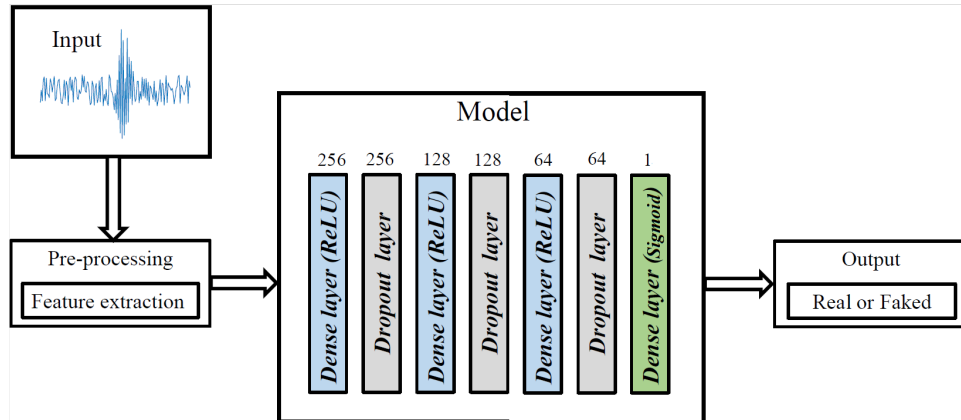 Input
Pre-processing
Feature extraction
Model
256 256 128 128 64 64 1
Dense layer (ReLU)
Dropout layer
Dense layer (ReLU)
Dropout layer
Dense layer (ReLU)
Dropout layer
Dense layer (Sigmoid)
Output
Real or Faked